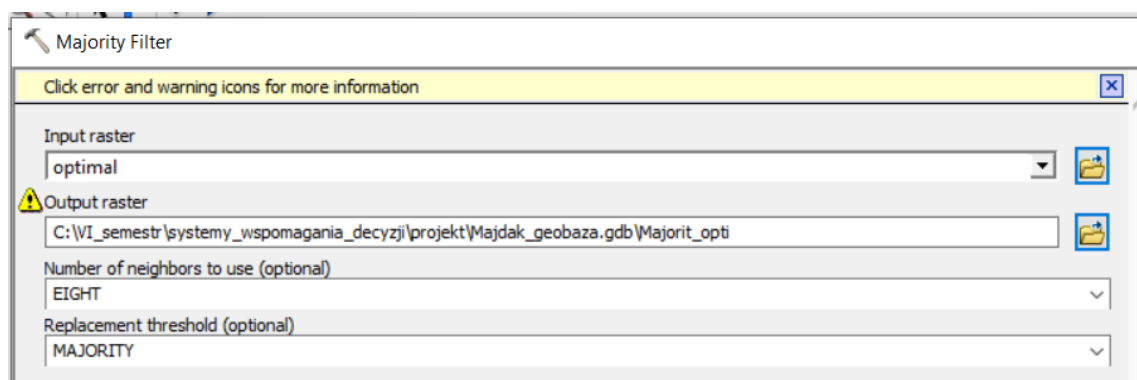 Majority Filter
Click error and warning icons for more information
Input raster
optimal
Output raster
C:\VI_semestr\systemy_wspomagania_decyzji\projekt\Majdak_geobaza.gdb\Majorit_opti
Number of neighbors to use (optional)
EIGHT
Replacement threshold (optional)
MAJORITY